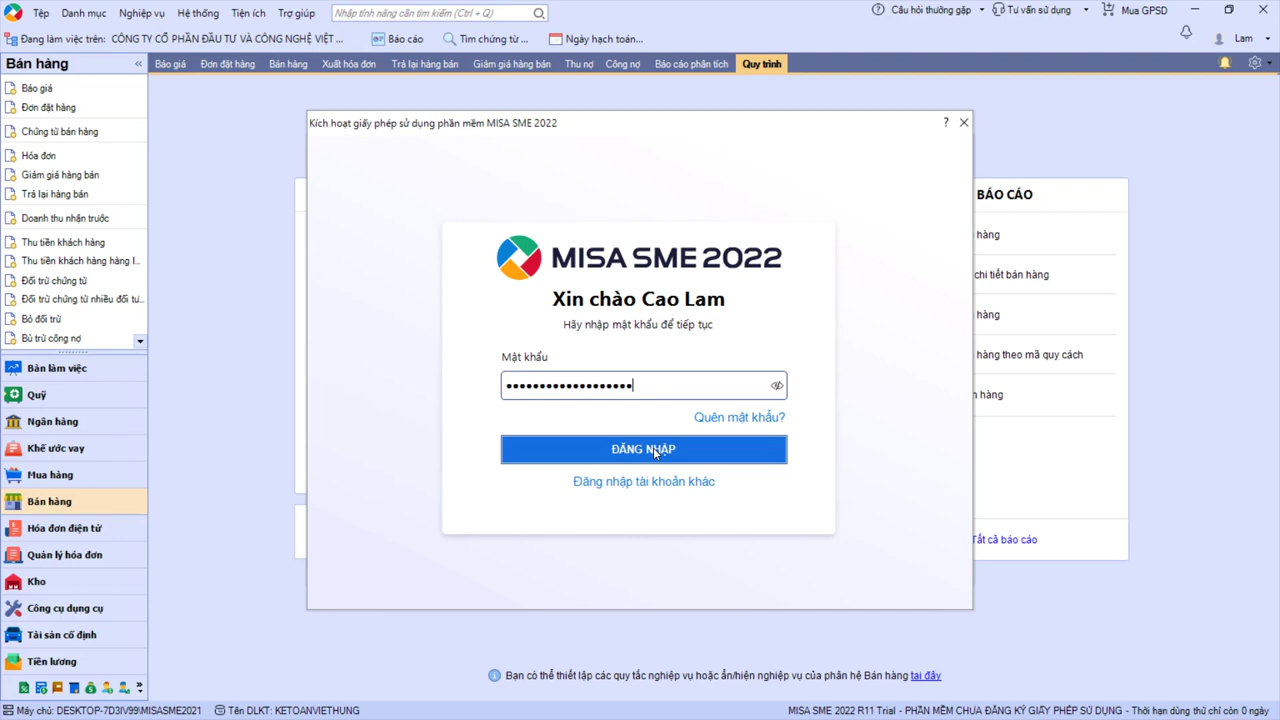 Tệp Danh mục Nghiệp vụ Hệ thống Tiện ích Trợ giúp Nhập tính năng cần tìm kiếm (Ctrl + Q) Câu hỏi thường gặp Tư vấn sử dụng Mua GPSD
Đang làm việc trên: CÔNG TY CỔ PHẦN ĐẦU TƯ VÀ CÔNG NGHỆ VIỆT ... Báo cáo Tìm chứng từ ... Ngày hạch toán... Lam
Bán hàng «
Báo giá Đơn đặt hàng Bán hàng Xuất hóa đơn Trả lại hàng bán Giảm giá hàng bán Thu nợ Công nợ Báo cáo phân tích Quy trình
Báo giá
Đơn đặt hàng
Chứng từ bán hàng
Hóa đơn
Giảm giá hàng bán
Trả lại hàng bán
Doanh thu nhận trước
Thu tiền khách hàng
Thu tiền khách hàng hàng l...
Đối trừ chứng từ
Đối trừ chứng từ nhiều đối tư...
Bỏ đối trừ
Bù trừ công nợ
Bàn làm việc
Quỹ
Ngân hàng
Khế ước vay
Mua hàng
Bán hàng
Hóa đơn điện tử
Quản lý hóa đơn
Kho
Công cụ dụng cụ
Tài sản cố định
Tiền lương
Kích hoạt giấy phép sử dụng phần mềm MISA SME 2022 ?
MISA SME 2022
Xin chào Cao Lam
Hãy nhập mật khẩu để tiếp tục
Mật khẩu
Quên mật khẩu?
ĐĂNG NHẬP
Đăng nhập tài khoản khác
BÁO CÁO
hàng
chi tiết bán hàng
hàng
hàng theo mã quy cách
n hàng
Tất cả báo cáo
Bạn có thể thiết lập các quy tắc nghiệp vụ hoặc ẩn/hiện nghiệp vụ của phân hệ Bán hàng tại đây
Máy chủ: DESKTOP-7D3IV99\MISASME2021 Tên DLKT: KETOANVIETHUNG MISA SME 2022 R11 Trial - PHẦN MỀM CHƯA ĐĂNG KÝ GIẤY PHÉP SỬ DỤNG - Thời hạn dùng thử chỉ còn 0 ngày